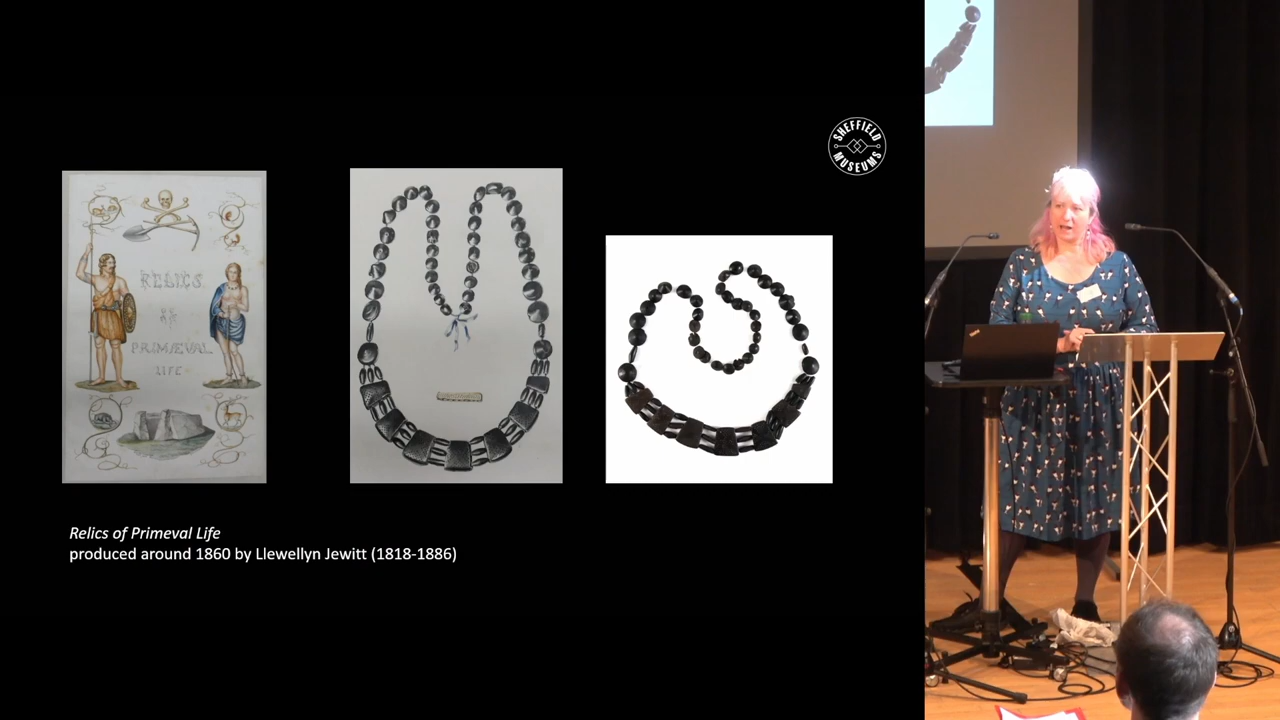 SHEFFIELD
MUSEUMS
RELICS
OF
PRIMÆVAL
LIFE
Relics of Primeval Life
produced around 1860 by Llewellyn Jewitt (1818-1886)